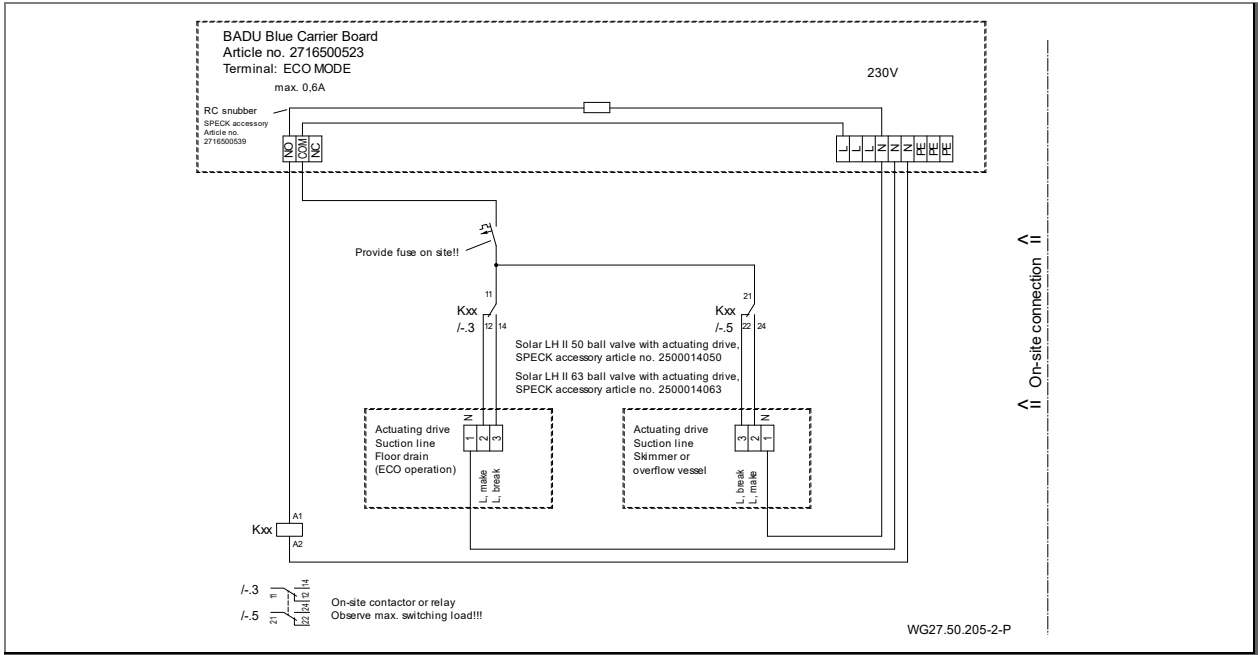 BADU Blue Carrier Board
Article no. 2716500523
Terminal: ECO MODE
max. 0,6A
230V
RC snubber
SPECK accessory
Article no.
2716500539
NO
COM
NC
L
L
L
N
N
N
PE
PE
PE
Provide fuse on site!!
11
Kxx
/-.3
12
14
21
Kxx
/-.5
22
24
Solar LH II 50 ball valve with actuating drive,
SPECK accessory article no. 2500014050
Solar LH II 63 ball valve with actuating drive,
SPECK accessory article no. 2500014063
Actuating drive
Suction line
Floor drain
(ECO operation)
N
1
2
3
L, make
L, break
Actuating drive
Suction line
Skimmer or
overflow vessel
N
3
2
1
L, break
L, make
<= On-site connection =>
Kxx
A1
A2
/-.3
11
12
14
/-.5
21
22
24
On-site contactor or relay
Observe max. switching load!!!
WG27.50.205-2-P